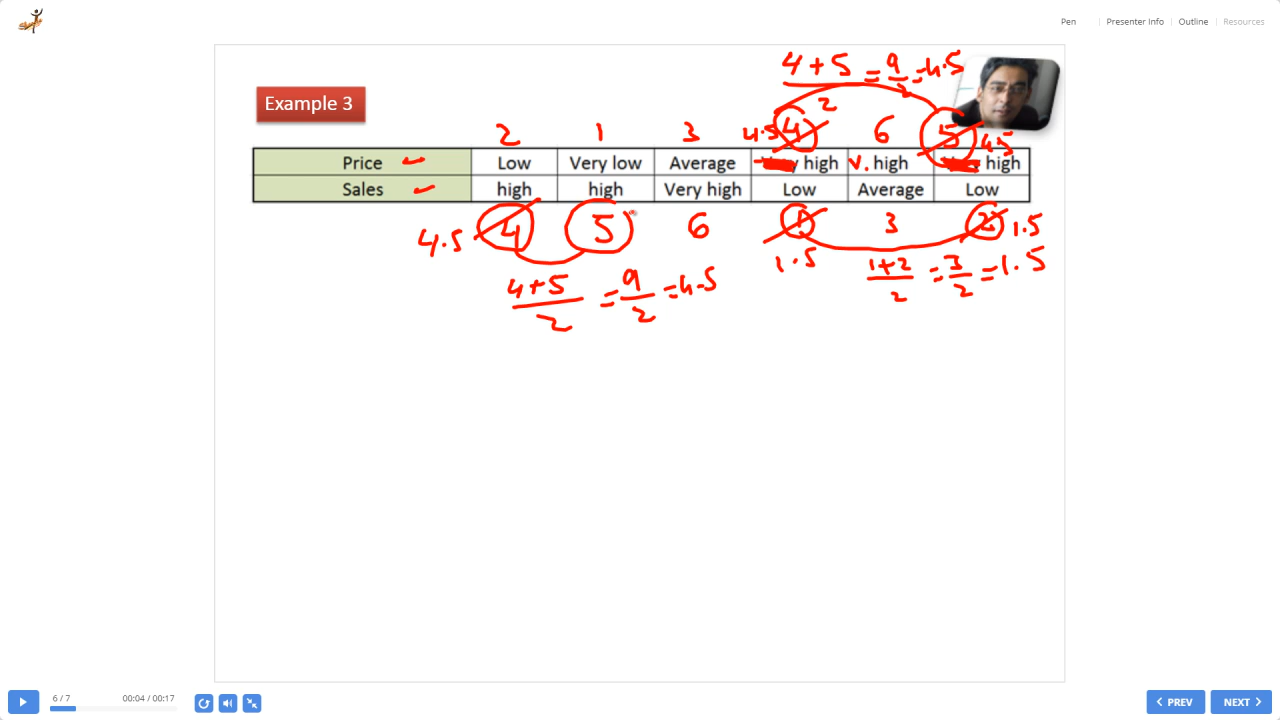 Pen Presenter Info Outline Resources
4 + 5 = 9 = 4.5
2 2
Example 3
2 1 3 4.5 4 6 5 4.5
Price Low Very low Average high V. high high
Sales high high Very high Low Average Low
4.5 4 5 6 1 3 2 1.5
1.5
4+5 = 9 = 4.5 1+2 = 3 = 1.5
2 2 2 2
6 / 7 00:04 / 00:17 PREV NEXT